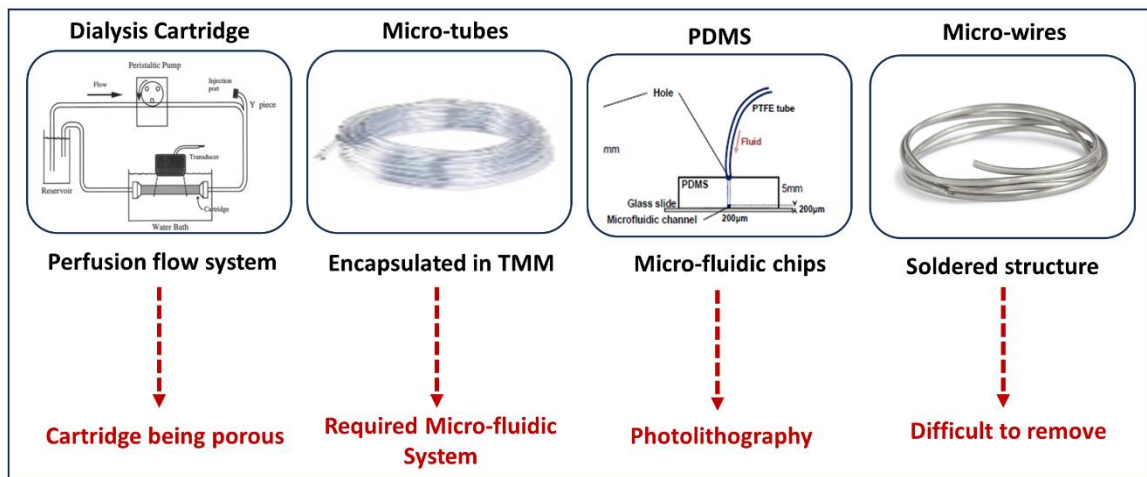 Dialysis Cartridge
Micro-tubes
PDMS
Micro-wires
Peristaltic Pump
Flow
Injection
port
Y piece
Transducer
Reservoir
Cartridge
Water Bath
Hole
PTFE tube
mm
Fluid
PDMS
5mm
Glass slide
200µm
Microfluidic channel
200µm
Perfusion flow system
Encapsulated in TMM
Micro-fluidic chips
Soldered structure
Cartridge being porous
Required Micro-fluidic
System
Photolithography
Difficult to remove